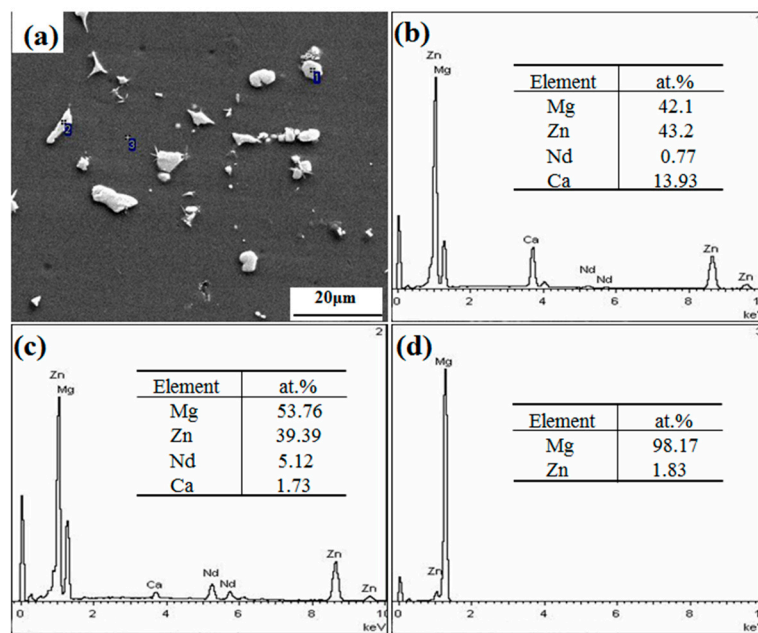 (a)
1
2
3
20μm
(b)
Zn
Mg
Element at.%
Mg 42.1
Zn 43.2
Nd 0.77
Ca 13.93
Ca
Nd
Nd
Zn
Zn
0 2 4 6 8
keV
(c)
2
Zn
Mg
Element at.%
Mg 53.76
Zn 39.39
Nd 5.12
Ca 1.73
Ca
Nd
Nd
Zn
Zn
0 2 4 6 8 10
keV
(d)
3
Mg
Element at.%
Mg 98.17
Zn 1.83
Zn
0 2 4 6 8
keV